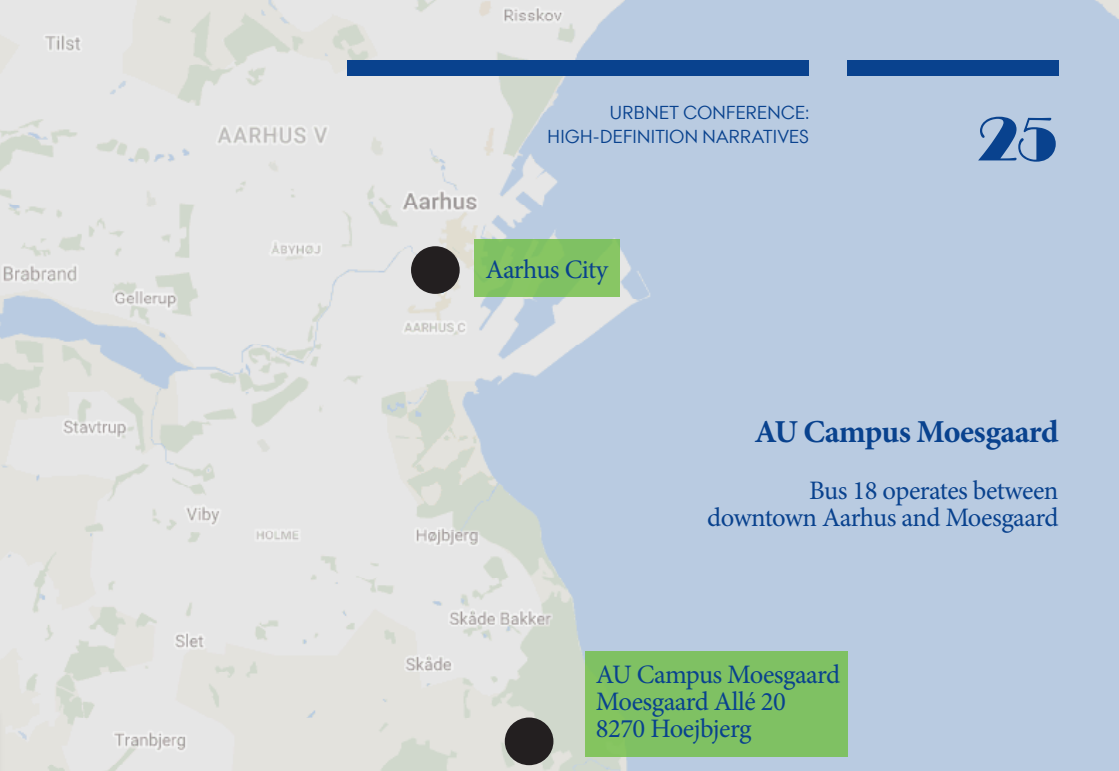 Risskov
Tilst
URBNET CONFERENCE:
HIGH-DEFINITION NARRATIVES
25
AARHUS V
Aarhus
ÅBYHØJ
Aarhus City
Brabrand
Gellerup
AARHUS C
Stavtrup
AU Campus Moesgaard
Bus 18 operates between
downtown Aarhus and Moesgaard
Viby
HOLME
Højbjerg
Skåde Bakker
Slet
Skåde
AU Campus Moesgaard
Moesgaard Allé 20
8270 Hoejbjerg
Tranbjerg